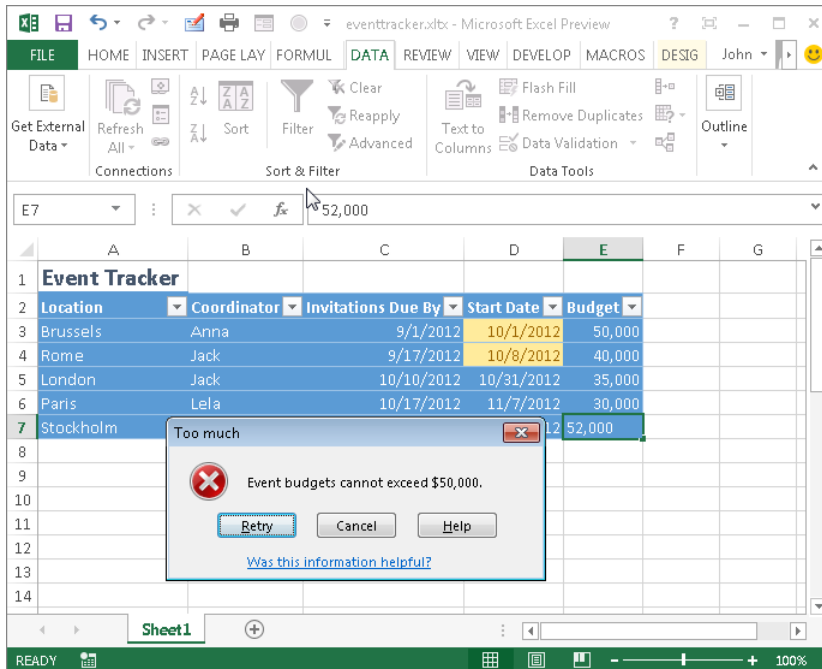 eventtracker.xltx - Microsoft Excel Preview
FILE HOME INSERT PAGE LAY FORMUL DATA REVIEW VIEW DEVELOP MACROS DESIG John
Get External Data
Refresh All
Connections
Sort
Filter
Clear
Reapply
Advanced
Sort & Filter
Text to Columns
Flash Fill
Remove Duplicates
Data Validation
Data Tools
Outline
E7 fx 52,000
A B C D E F G
1 Event Tracker
2 Location Coordinator Invitations Due By Start Date Budget
3 Brussels Anna 9/1/2012 10/1/2012 50,000
4 Rome Jack 9/17/2012 10/8/2012 40,000
5 London Jack 10/10/2012 10/31/2012 35,000
6 Paris Lela 10/17/2012 11/7/2012 30,000
7 Stockholm 12 52,000
8
9
10
11
12
13
14
Too much
Event budgets cannot exceed $50,000.
Retry Cancel Help
Was this information helpful?
Sheet1
READY 100%